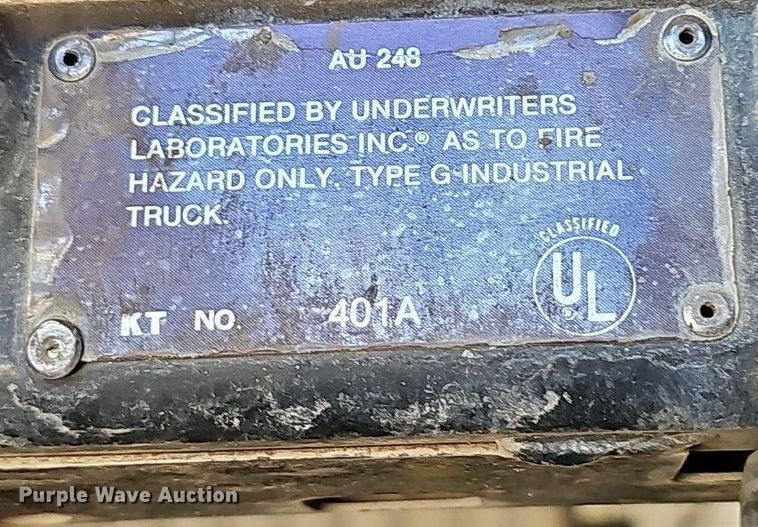 AU 248
CLASSIFIED BY UNDERWRITERS
LABORATORIES INC.® AS TO FIRE
HAZARD ONLY. TYPE G-INDUSTRIAL
TRUCK.
CLASSIFIED
UL
®
KT NO. 401A
Purple Wave Auction